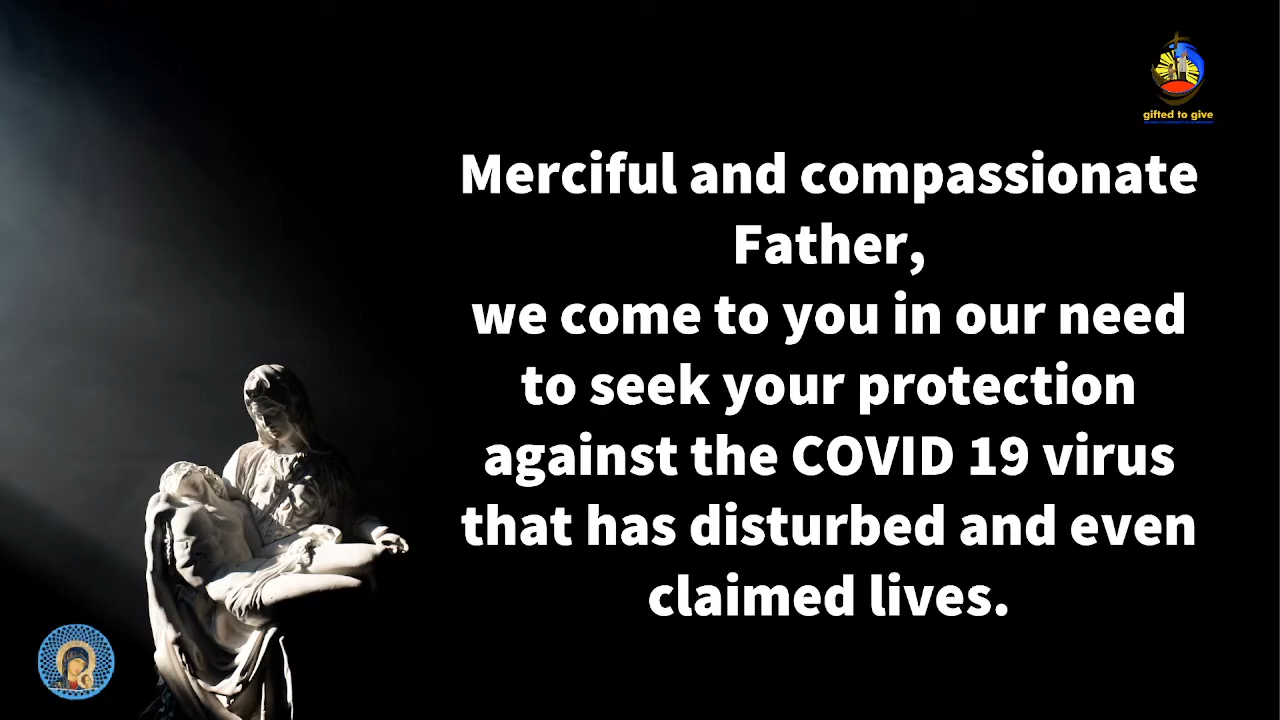 gifted to give
Merciful and compassionate
Father,
we come to you in our need
to seek your protection
against the COVID 19 virus
that has disturbed and even
claimed lives.